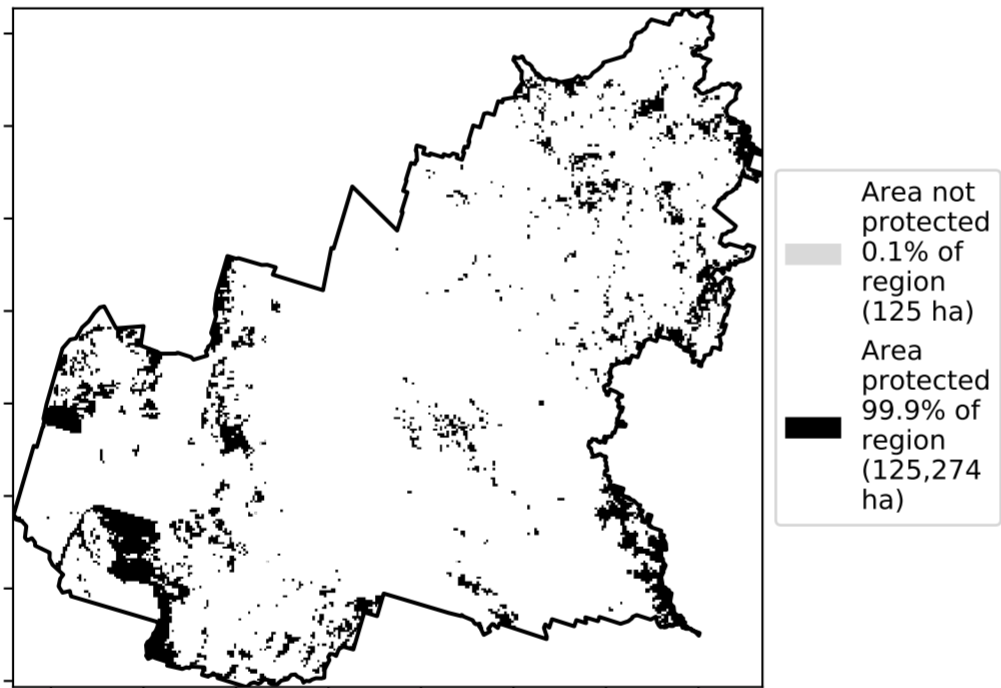 Area not
protected
0.1% of
region
(125 ha)
Area
protected
99.9% of
region
(125,274
ha)